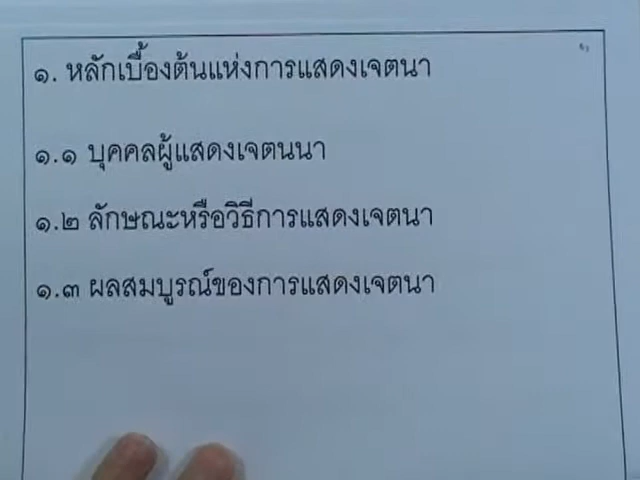 ๑. หลักเบื้องต้นแห่งการแสดงเจตนา
๑.๑ บุคคลผู้แสดงเจตนนา
๑.๒ ลักษณะหรือวิธีการแสดงเจตนา
๑.๓ ผลสมบูรณ์ของการแสดงเจตนา